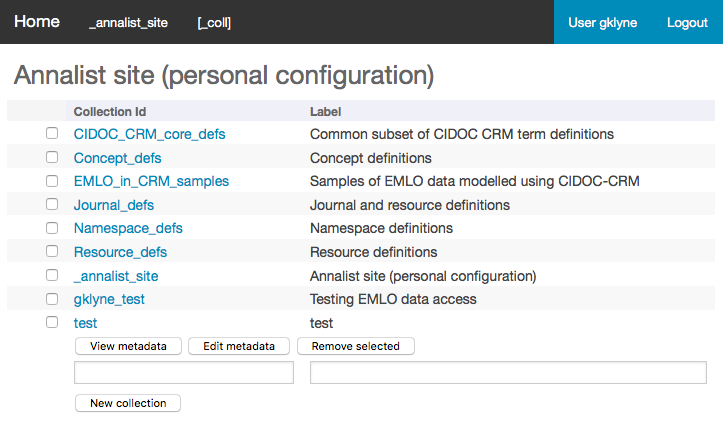 Home _annalist_site [_coll] User gklyne Logout
Annalist site (personal configuration)
Collection Id Label
CIDOC_CRM_core_defs Common subset of CIDOC CRM term definitions
Concept_defs Concept definitions
EMLO_in_CRM_samples Samples of EMLO data modelled using CIDOC-CRM
Journal_defs Journal and resource definitions
Namespace_defs Namespace definitions
Resource_defs Resource definitions
_annalist_site Annalist site (personal configuration)
gklyne_test Testing EMLO data access
test test
View metadata Edit metadata Remove selected
New collection